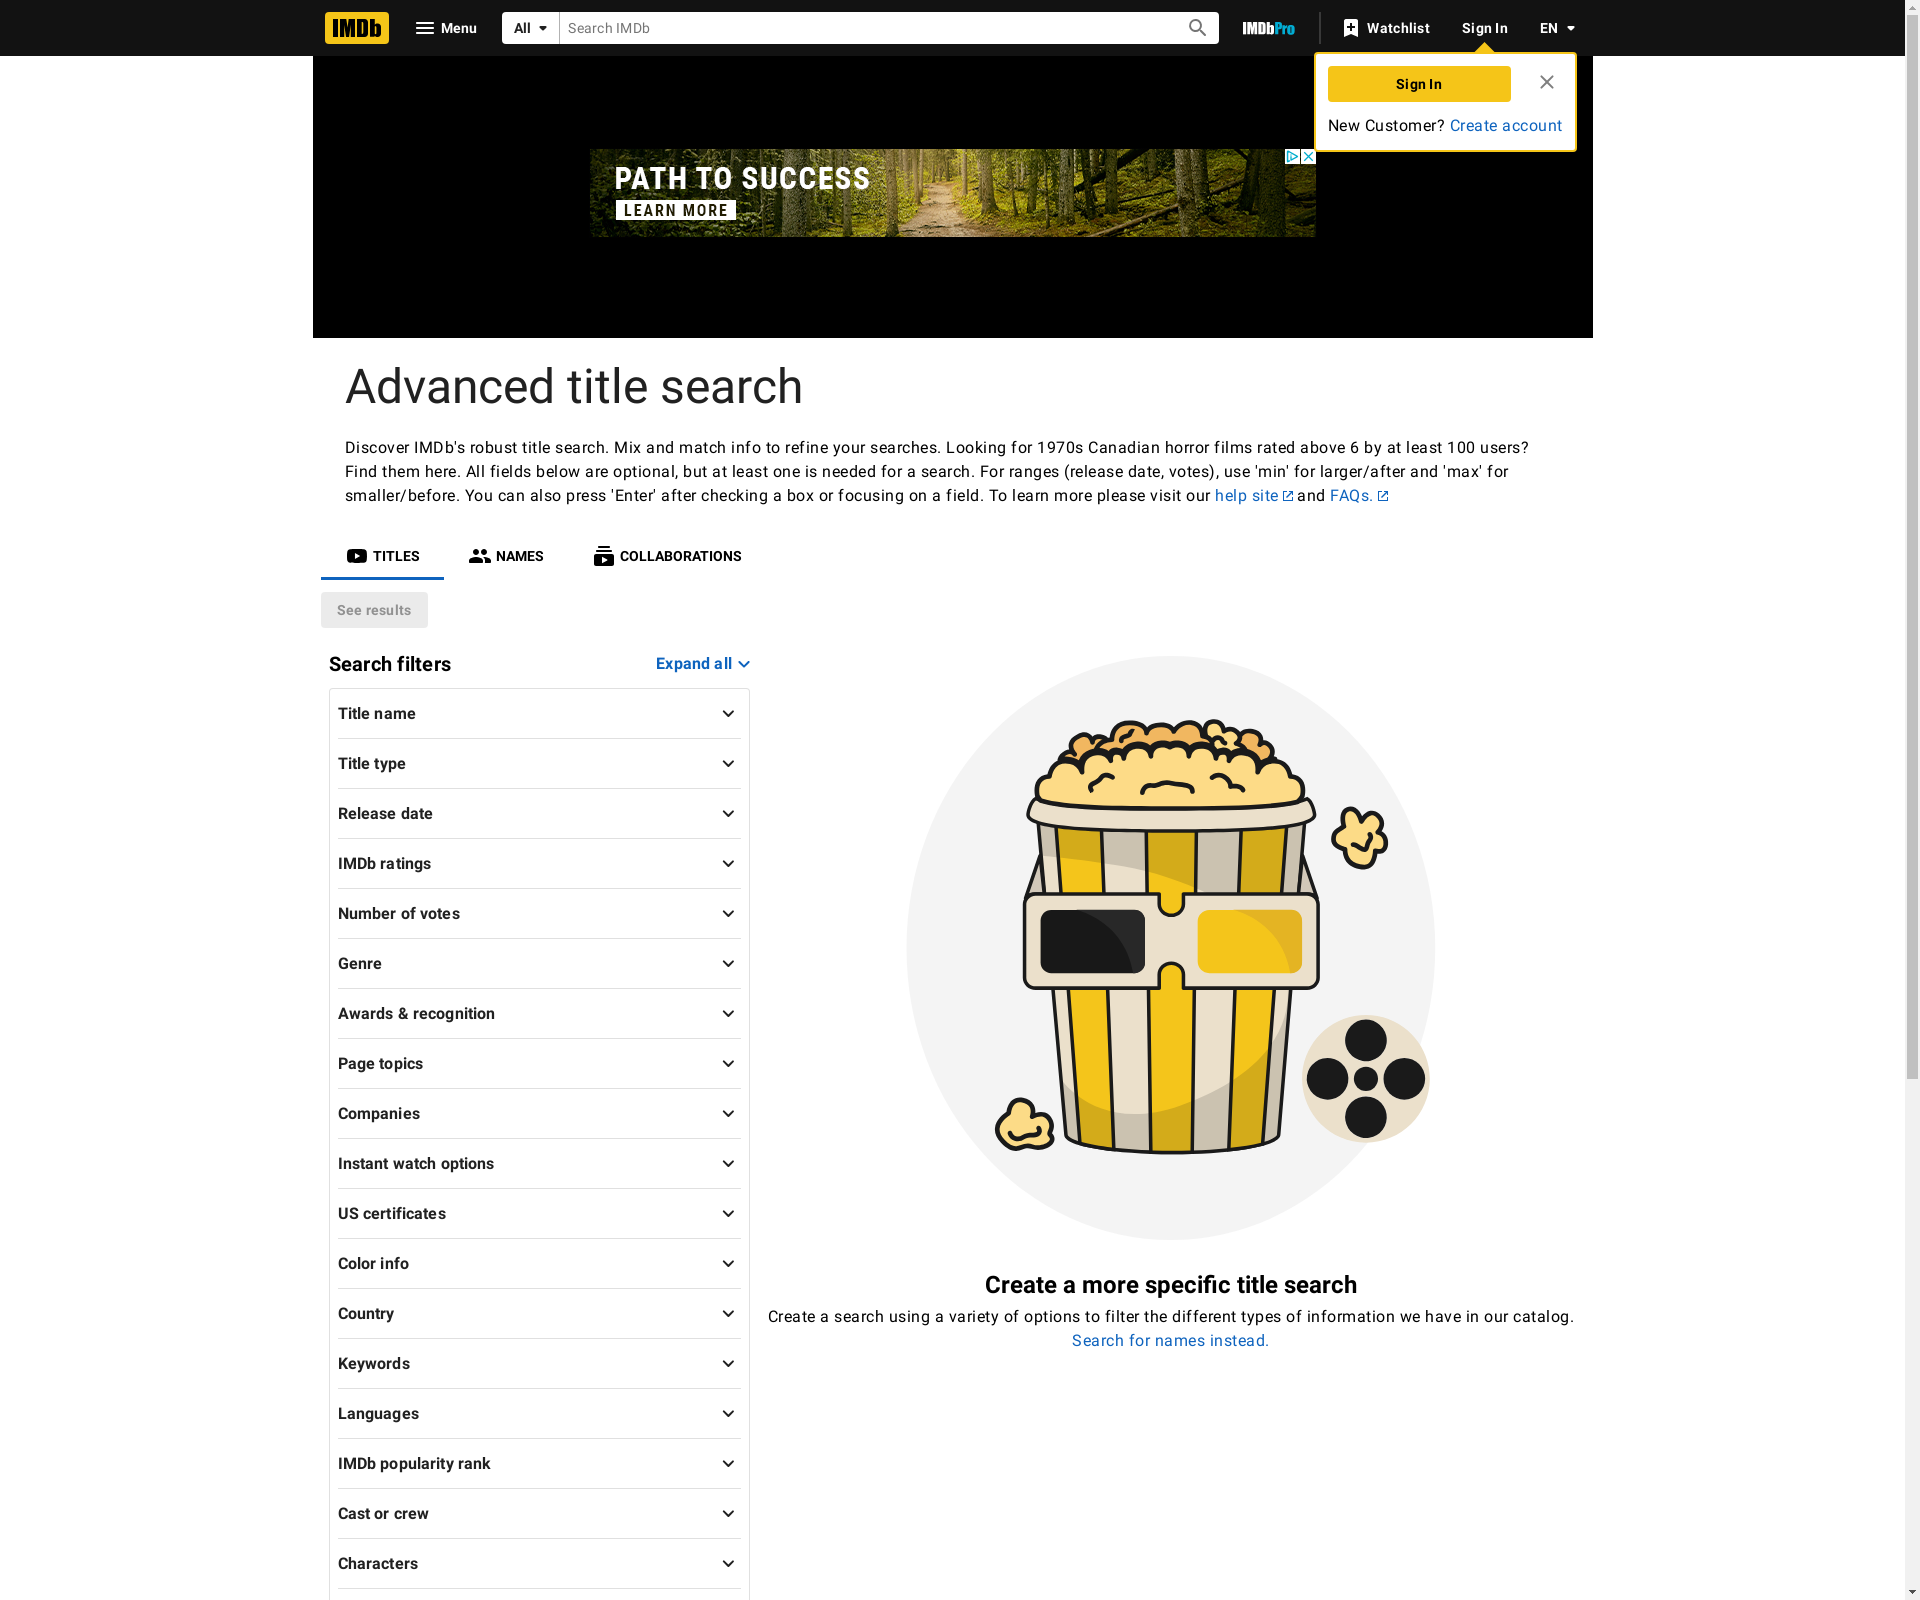 IMDb Menu All Search IMDb IMDbPro Watchlist Sign In EN
Sign In
New Customer? Create account
PATH TO SUCCESS
LEARN MORE
Advanced title search
Discover IMDb's robust title search. Mix and match info to refine your searches. Looking for 1970s Canadian horror films rated above 6 by at least 100 users?
Find them here. All fields below are optional, but at least one is needed for a search. For ranges (release date, votes), use 'min' for larger/after and 'max' for
smaller/before. You can also press 'Enter' after checking a box or focusing on a field. To learn more please visit our help site and FAQs.
TITLES NAMES COLLABORATIONS
See results
Search filters Expand all
Title name
Title type
Release date
IMDb ratings
Number of votes
Genre
Awards & recognition
Page topics
Companies
Instant watch options
US certificates
Color info
Country
Keywords
Languages
IMDb popularity rank
Cast or crew
Characters
Create a more specific title search
Create a search using a variety of options to filter the different types of information we have in our catalog.
Search for names instead.